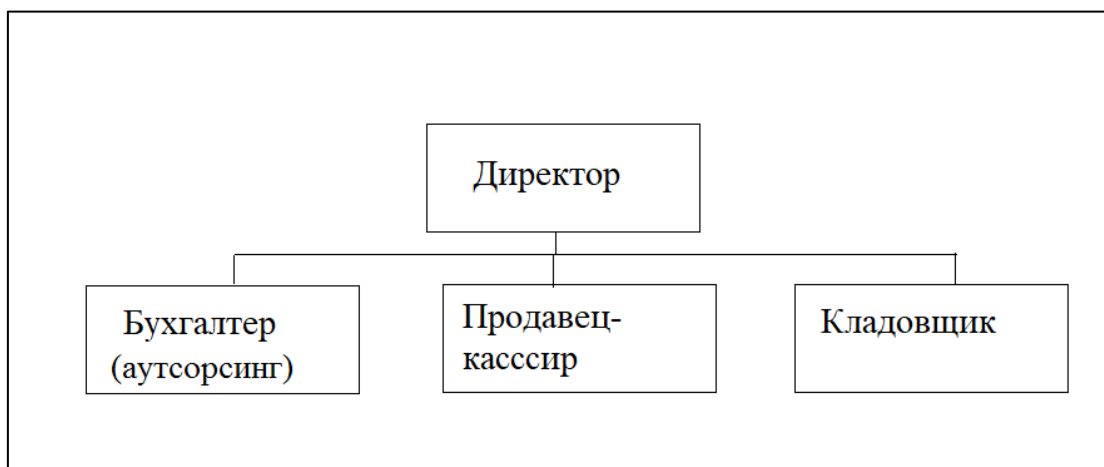 Директор
Бухгалтер
(аутсорсинг)
Продавец-
касссир
Кладовщик